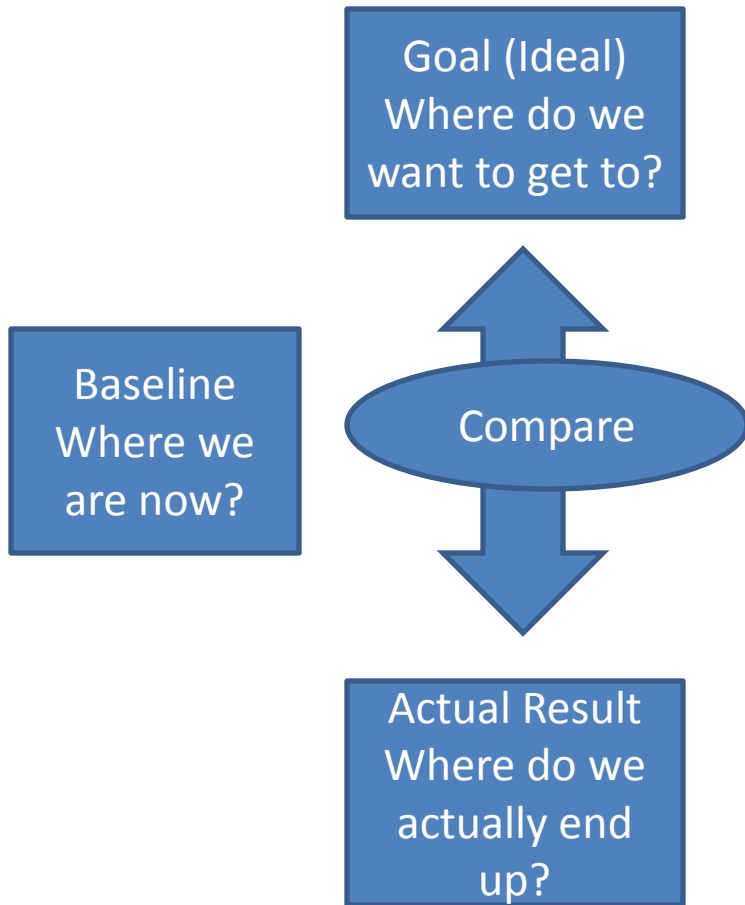 Goal (Ideal)
Where do we
want to get to?
Baseline
Where we
are now?
Compare
Actual Result
Where do we
actually end
up?